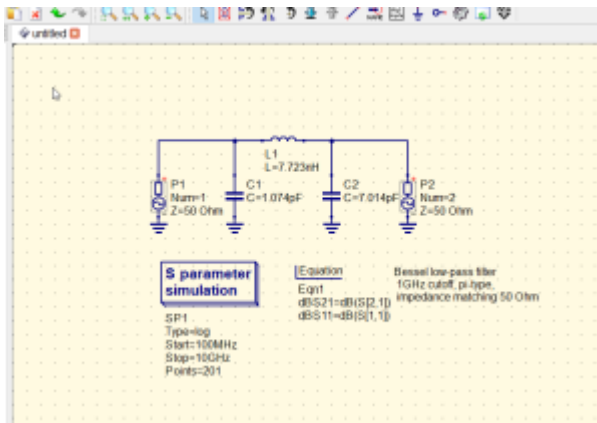 untitled
L1
L=7.723nH
P1
Num=1
Z=50 Ohm
C1
C=1.074pF
C2
C=7.014pF
P2
Num=2
Z=50 Ohm
S parameter
simulation
SP1
Type=log
Start=100MHz
Stop=10GHz
Points=201
Equation
Eqn1
dBS21=dB(S[2,1])
dBS11=dB(S[1,1])
Bessel low-pass filter
1GHz cutoff, pi-type,
impedance matching 50 Ohm